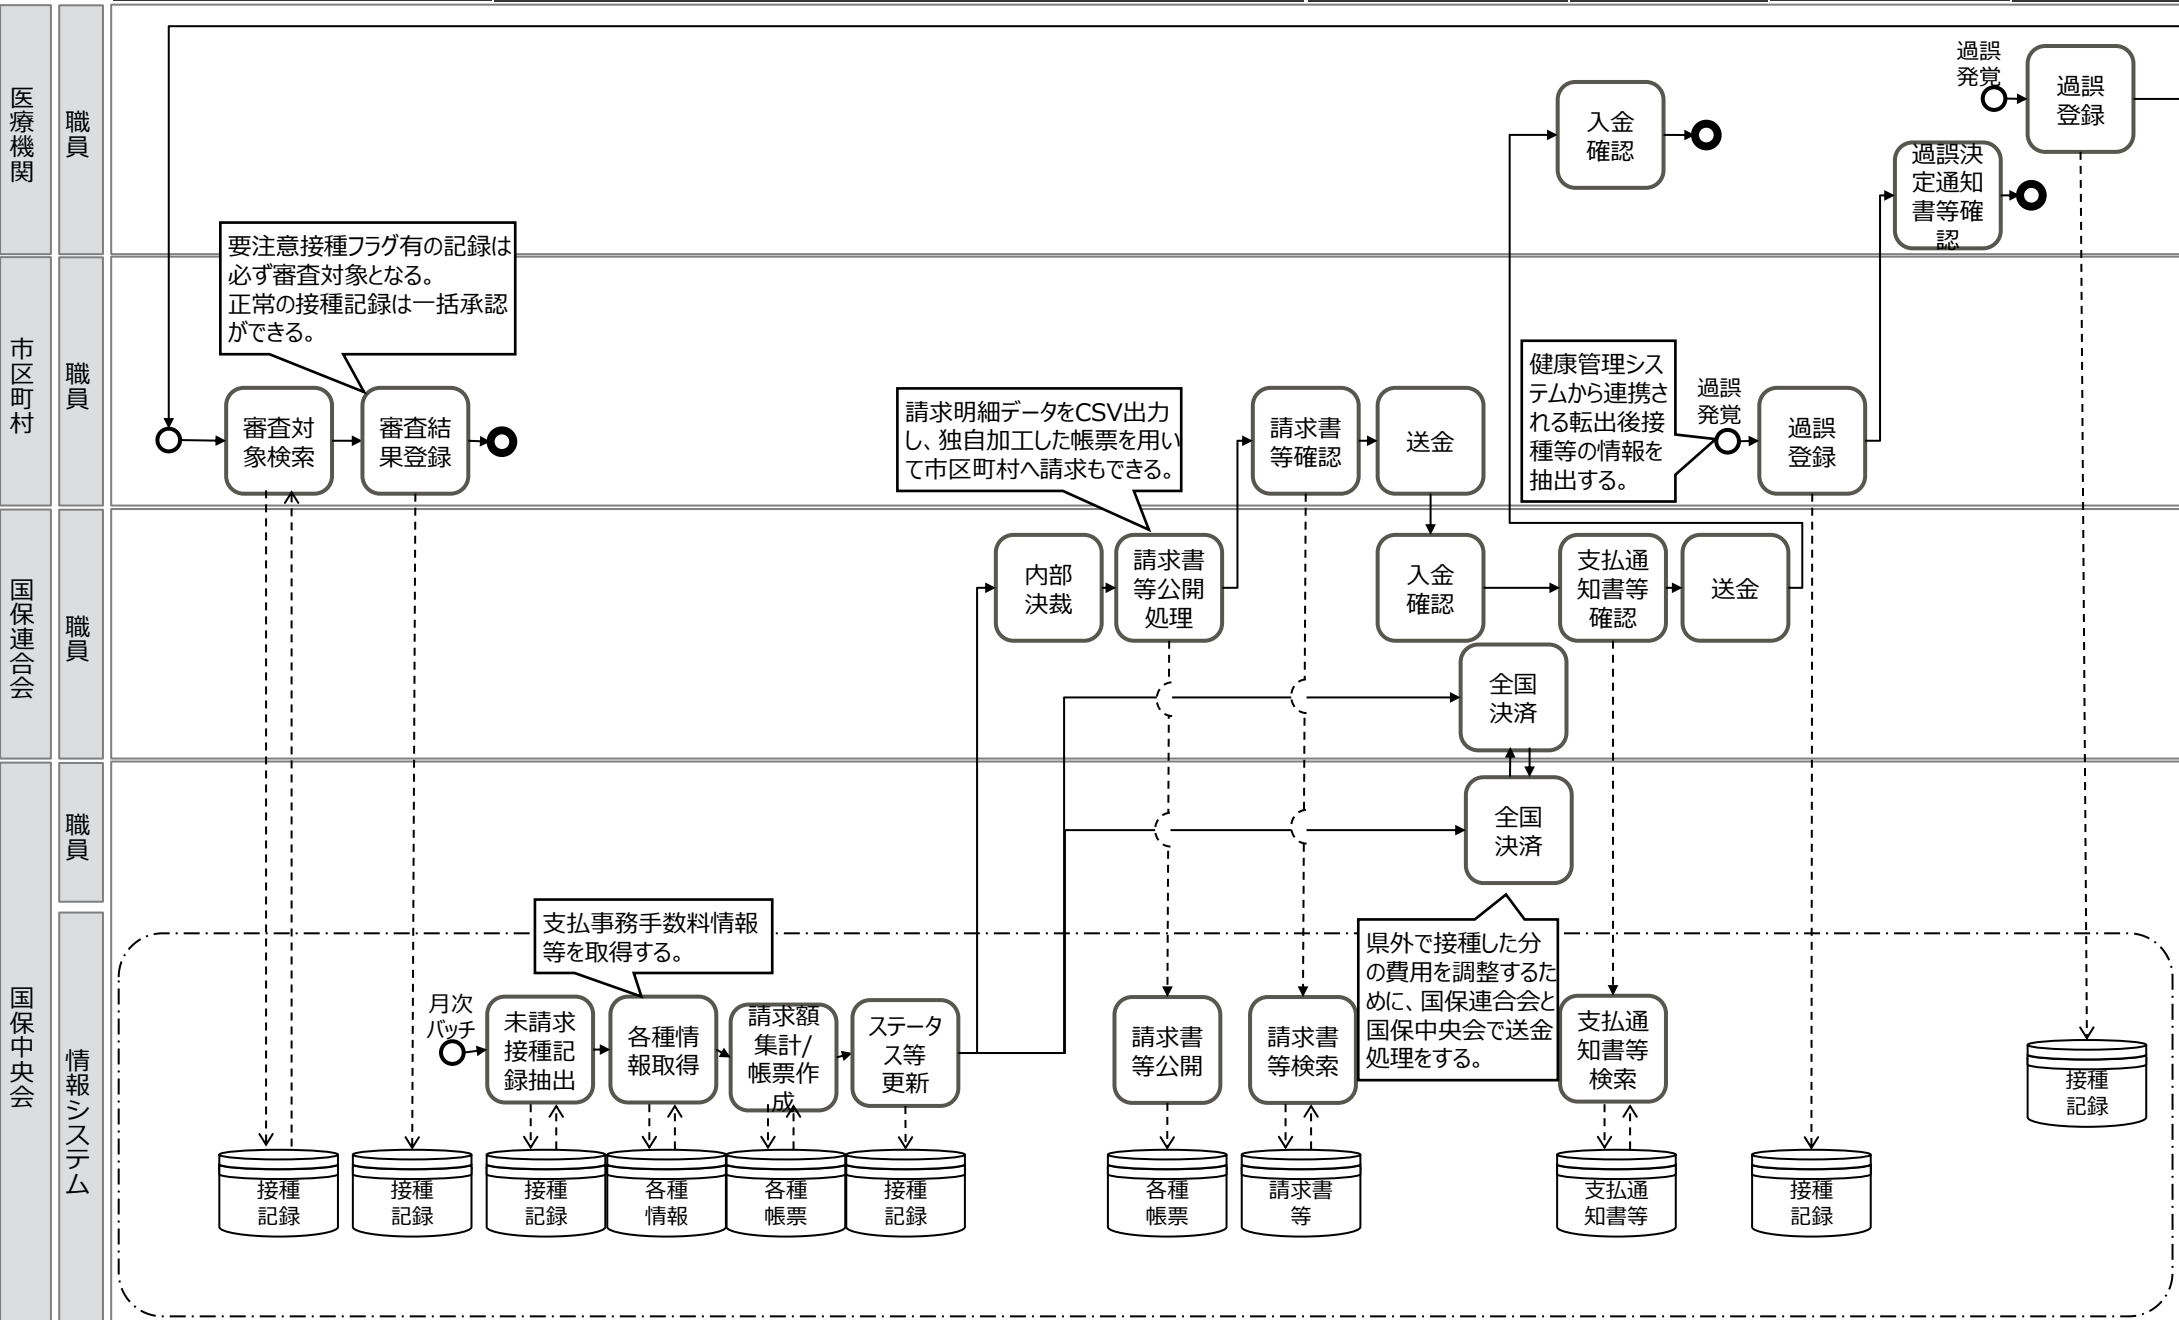 医療機関
職員
過誤
発覚
過誤
登録
入金
確認
過誤決
定通知
書等確
認
市区町村
職員
要注意接種フラグ有の記録は
必ず審査対象となる。
正常の接種記録は一括承認
ができる。
審査対
象検索
審査結
果登録
請求明細データをCSV出力
し、独自加工した帳票を用い
て市区町村へ請求もできる。
請求書
等確認
送金
健康管理シス
テムから連携さ
れる転出後接
種等の情報を
抽出する。
過誤
発覚
過誤
登録
国保連合会
職員
内部
決裁
請求書
等公開
処理
入金
確認
支払通
知書等
確認
送金
全国
決済
国保中央会
職員
全国
決済
情報システム
支払事務手数料情報
等を取得する。
県外で接種した分
の費用を調整するた
めに、国保連合会と
国保中央会で送金
処理をする。
月次
バッチ
未請求
接種記
録抽出
各種情
報取得
請求額
集計/
帳票作
成
ステータ
ス等
更新
請求書
等公開
請求書
等検索
支払通
知書等
検索
接種
記録
接種
記録
接種
記録
接種
記録
各種
情報
各種
帳票
接種
記録
各種
帳票
請求書
等
支払通
知書等
接種
記録